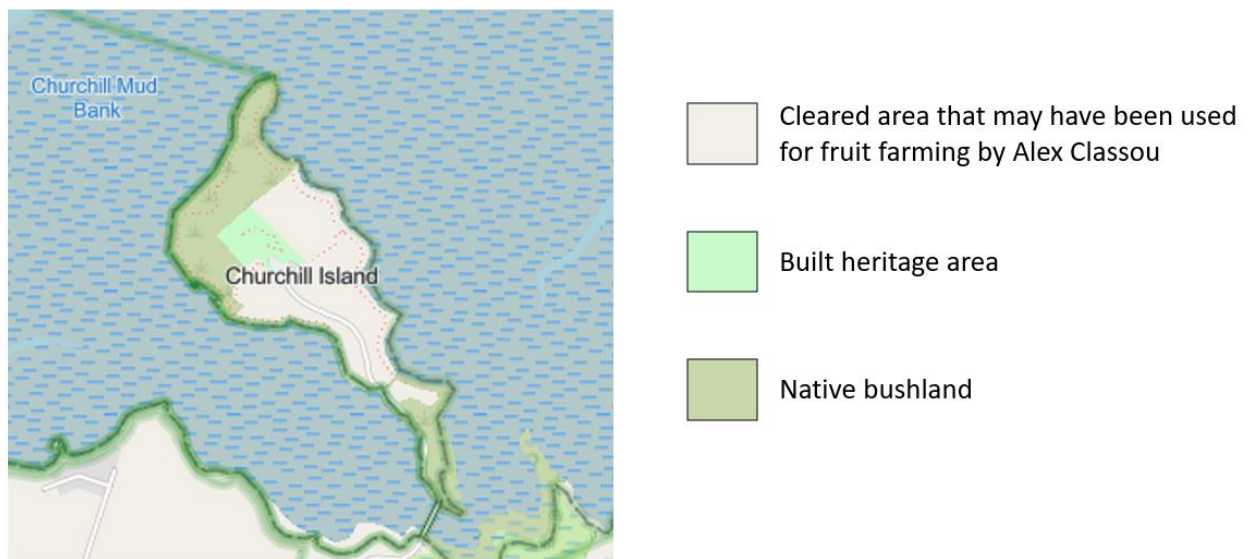 Churchill Mud
Bank
Churchill Island
Cleared area that may have been used
for fruit farming by Alex Classou
Built heritage area
Native bushland